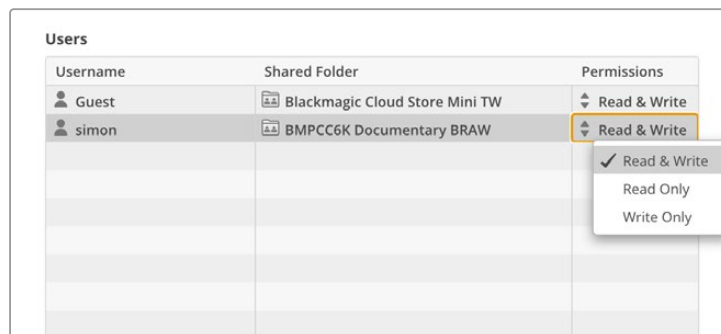 Users
Username Shared Folder Permissions
Guest Blackmagic Cloud Store Mini TW Read & Write
simon BMPCC6K Documentary BRAW Read & Write
Read & Write
Read Only
Write Only